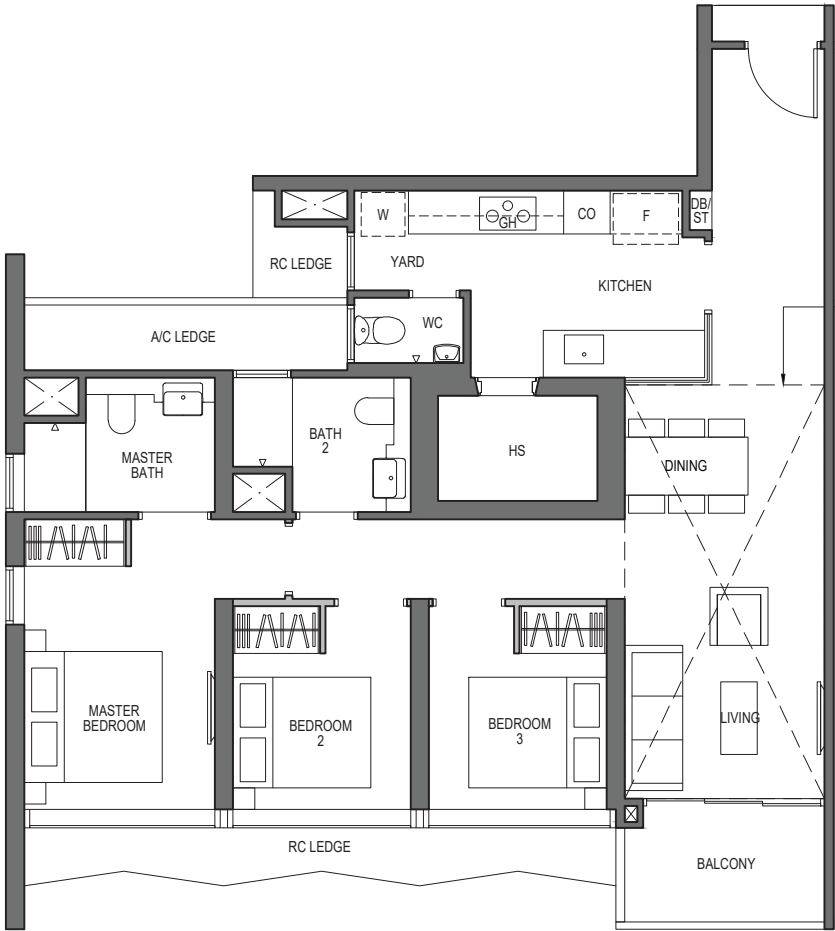 W
GH
CO
F
DB/
ST
RC LEDGE
YARD
KITCHEN
WC
A/C LEDGE
MASTER
BATH
BATH
2
HS
DINING
MASTER
BEDROOM
BEDROOM
2
BEDROOM
3
LIVING
RC LEDGE
BALCONY